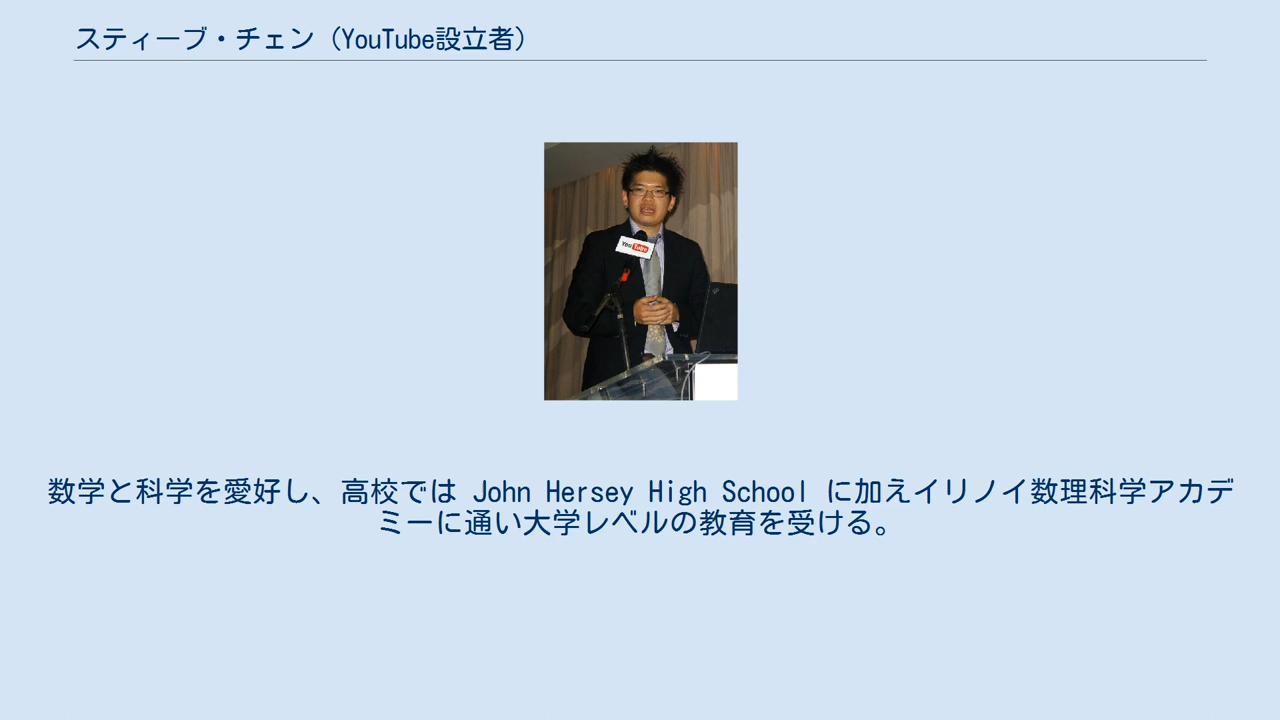 スティーブ・チェン（YouTube設立者）
YouTube
数学と科学を愛好し、高校では John Hersey High School に加えイリノイ数理科学アカデ
ミーに通い大学レベルの教育を受ける。